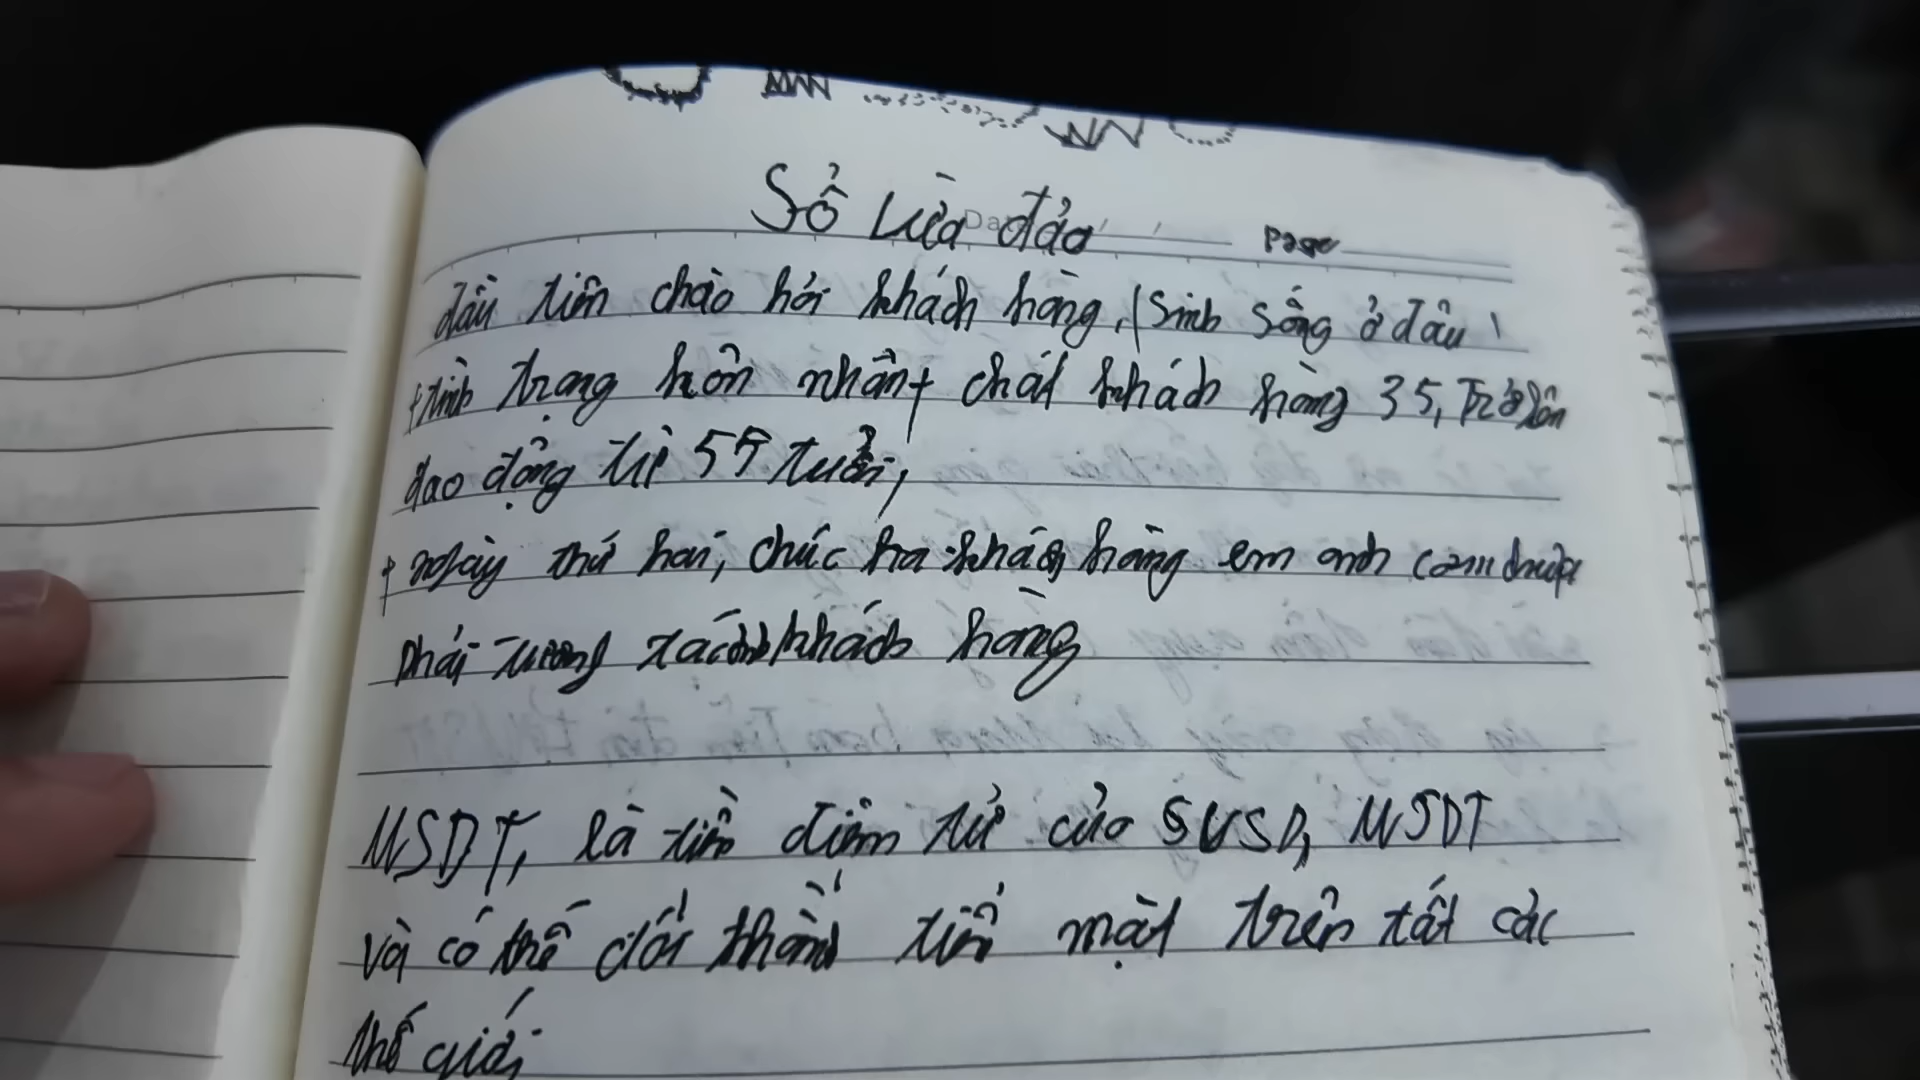 Sổ Lừa đảo
Page
đầu tiên chào hỏi khách hàng, (Sinh sống ở đâu
+ tình trạng hôn nhân + chát khách hàng 35, Trở lên
dao động từ 55 tuổi,
+ ngày thứ hai, chúc khách hàng em anh
phải tương tác khách hàng
USDT, là tiền điện tử của $USD, USDT
và có thể đổi thành tiền mặt trên tất các
thế giới